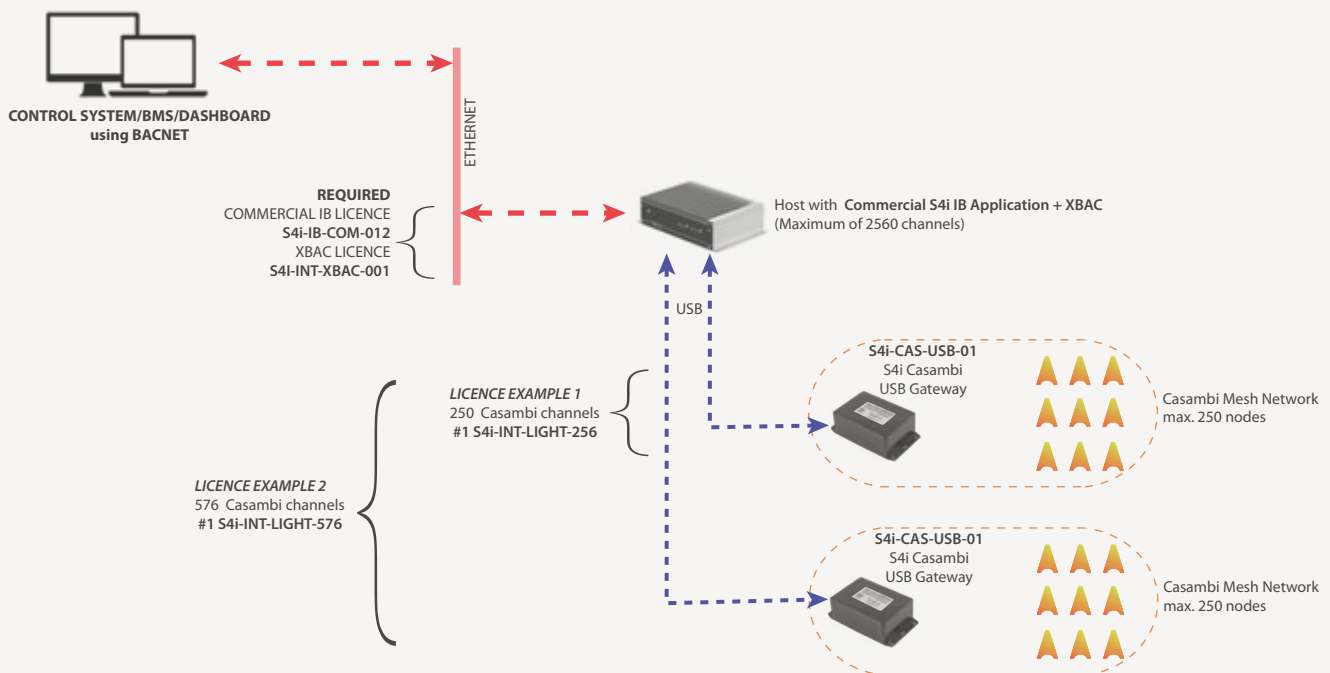 CONTROL SYSTEM/BMS/DASHBOARD
using BACNET
ETHERNET
REQUIRED
COMMERCIAL IB LICENCE
S4i-IB-COM-012
XBAC LICENCE
S4I-INT-XBAC-001
Host with Commercial S4i IB Application + XBAC
(Maximum of 2560 channels)
USB
LICENCE EXAMPLE 1
250 Casambi channels
#1 S4i-INT-LIGHT-256
S4i-CAS-USB-01
S4i Casambi
USB Gateway
Casambi Mesh Network
max. 250 nodes
LICENCE EXAMPLE 2
576 Casambi channels
#1 S4i-INT-LIGHT-576
S4i-CAS-USB-01
S4i Casambi
USB Gateway
Casambi Mesh Network
max. 250 nodes